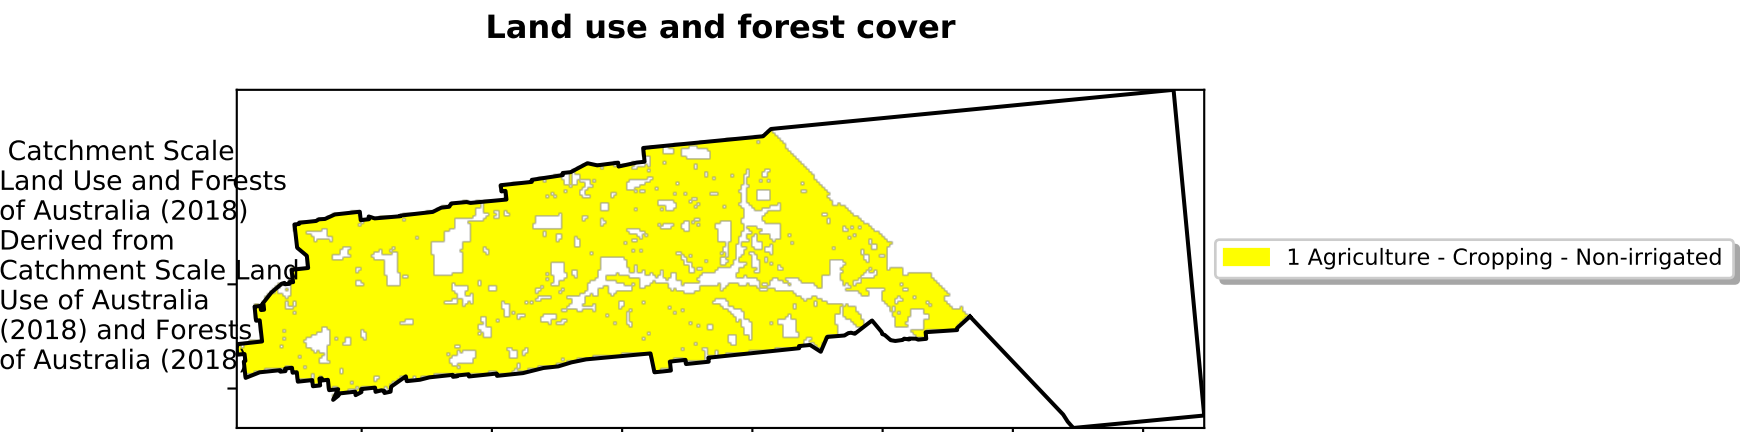 Land use and forest cover
Catchment Scale
Land Use and Forests
of Australia (2018)
Derived from
Catchment Scale Land
Use of Australia
(2018) and Forests
of Australia (2018)
1 Agriculture - Cropping - Non-irrigated